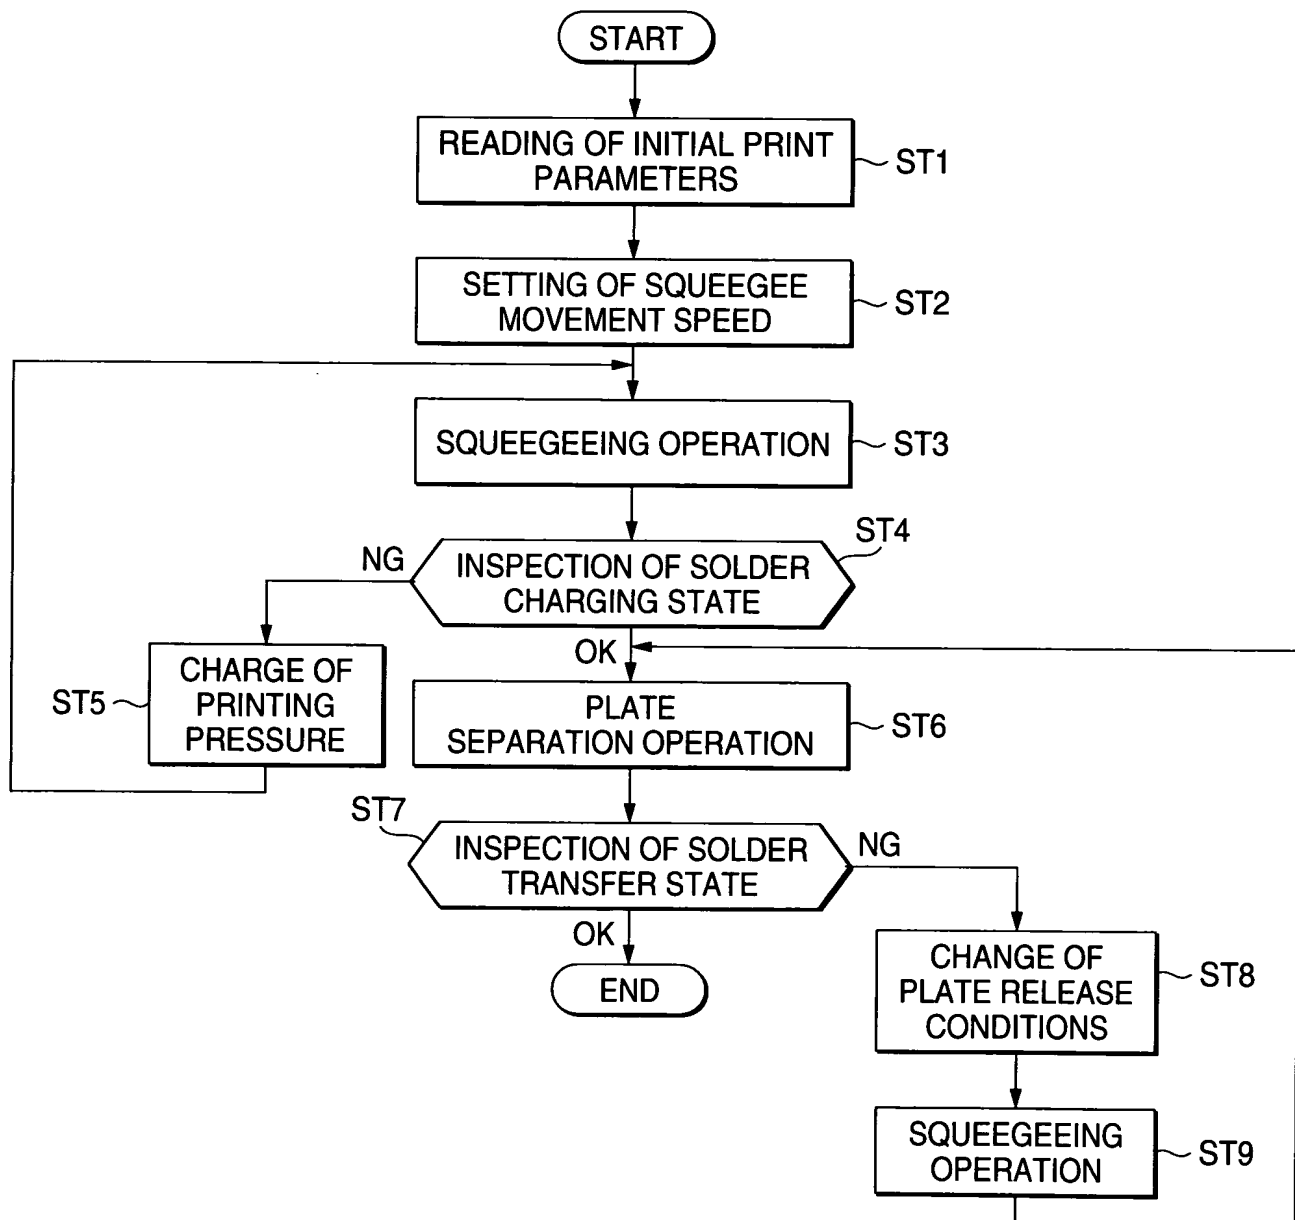 START
READING OF INITIAL PRINT
PARAMETERS
ST1
SETTING OF SQUEEGEE
MOVEMENT SPEED
ST2
SQUEEGEEING OPERATION
ST3
ST4
NG
INSPECTION OF SOLDER
CHARGING STATE
OK
ST5
CHARGE OF
PRINTING
PRESSURE
PLATE
SEPARATION OPERATION
ST6
ST7
INSPECTION OF SOLDER
TRANSFER STATE
NG
OK
END
CHANGE OF
PLATE RELEASE
CONDITIONS
ST8
SQUEEGEEING
OPERATION
ST9